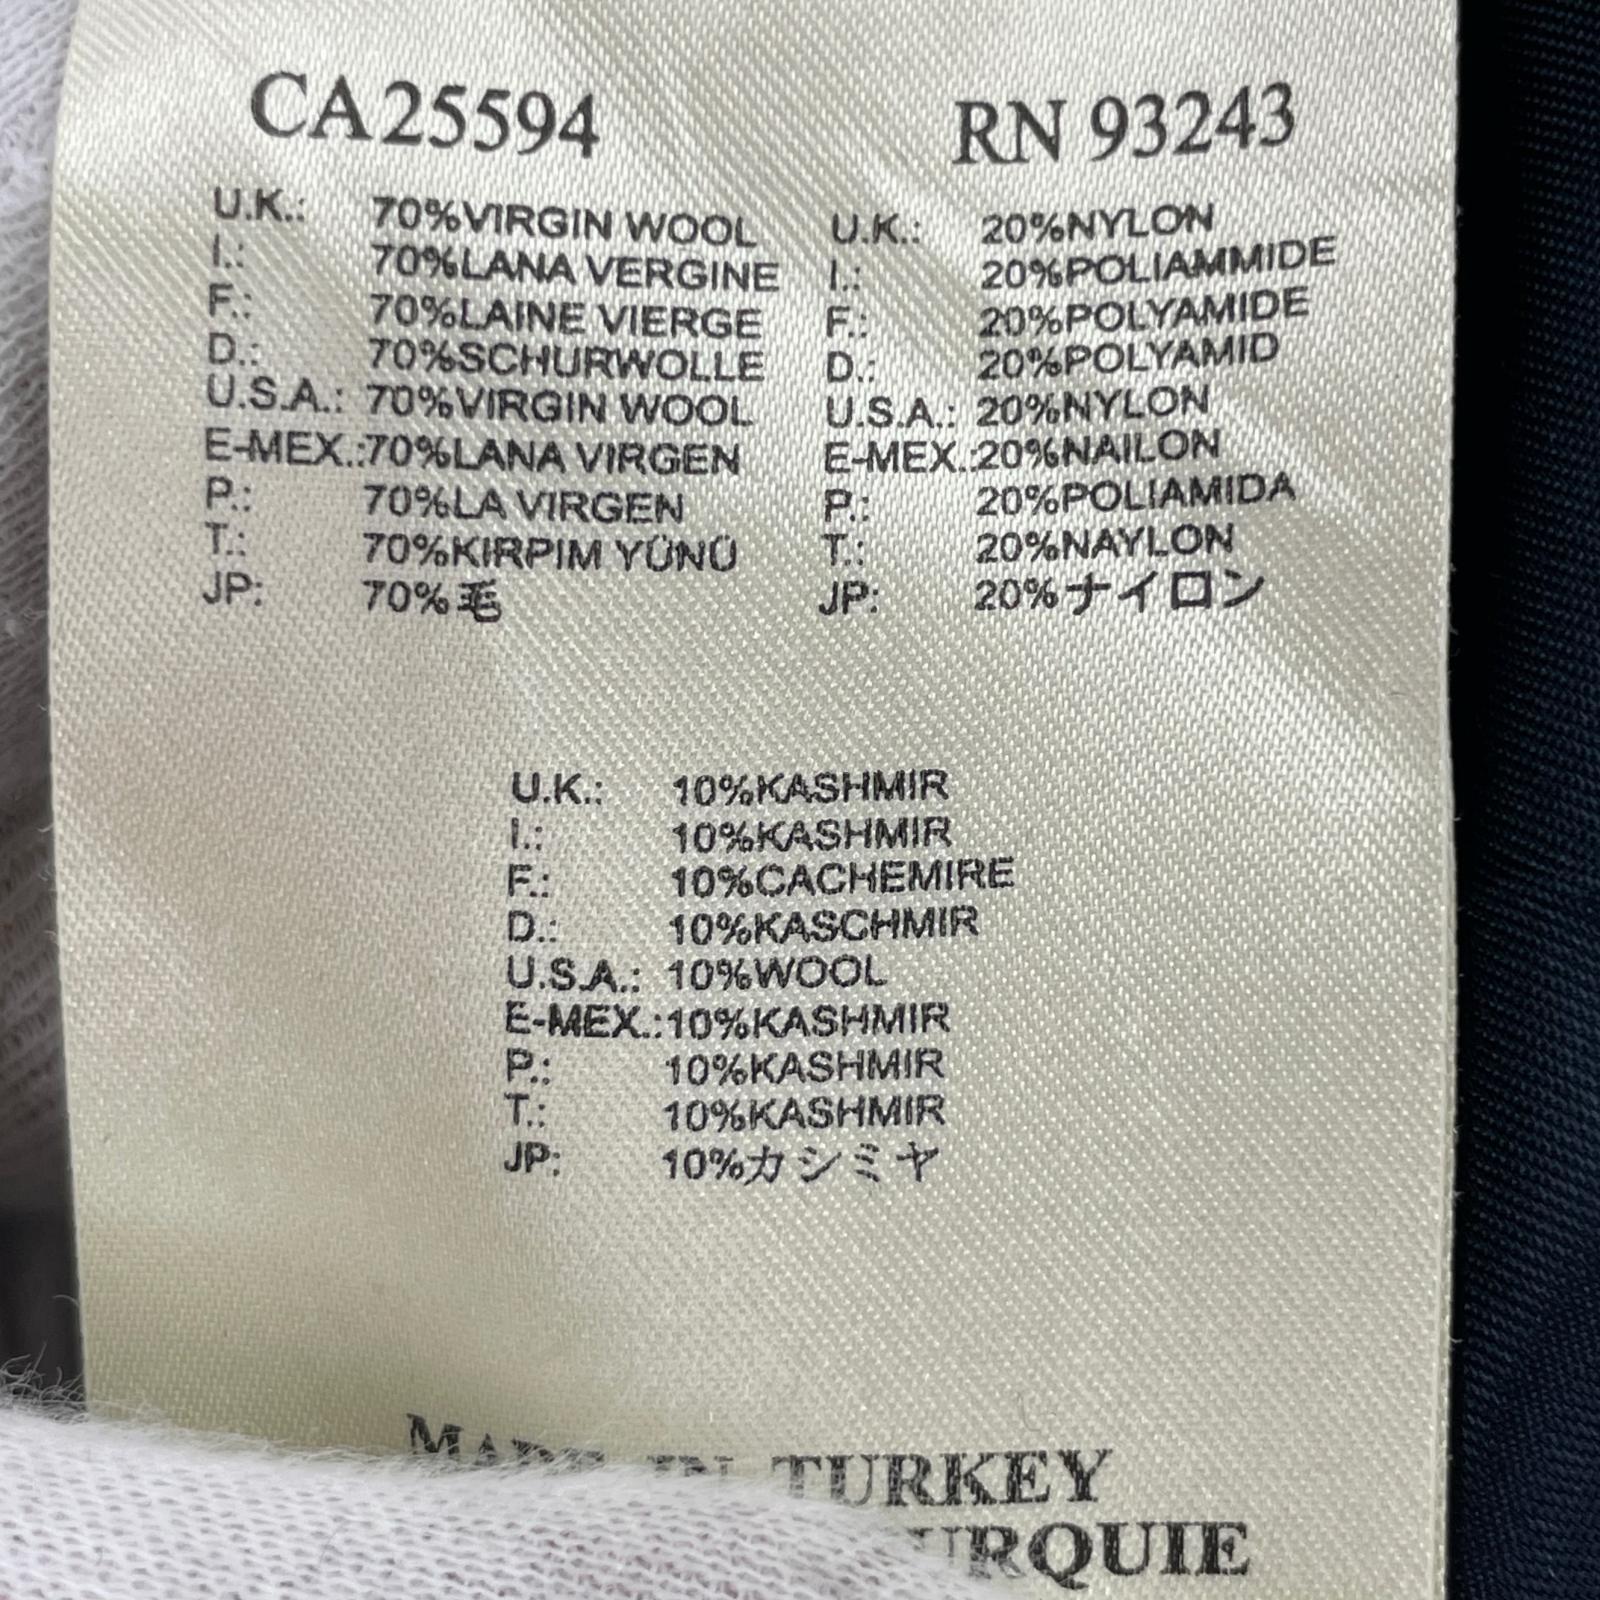 CA25594 RN 93243
U.K.: 70%VIRGIN WOOL
I.: 70%LANA VERGINE
F.: 70%LAINE VIERGE
D.: 70%SCHURWOLLE
U.S.A.: 70%VIRGIN WOOL
E-MEX.:70%LANA VIRGEN
P.: 70%LA VIRGEN
T.: 70%KIRPIM YÜNÜ
JP: 70%毛
U.K.: 20%NYLON
I.: 20%POLIAMMIDE
F.: 20%POLYAMIDE
D.: 20%POLYAMID
U.S.A.: 20%NYLON
E-MEX.:20%NAILON
P.: 20%POLIAMIDA
T.: 20%NAYLON
JP: 20%ナイロン
U.K.: 10%KASHMIR
I.: 10%KASHMIR
F.: 10%CACHEMIRE
D.: 10%KASCHMIR
U.S.A.: 10%WOOL
E-MEX.:10%KASHMIR
P.: 10%KASHMIR
T.: 10%KASHMIR
JP: 10%カシミヤ
MADE IN TURKEY